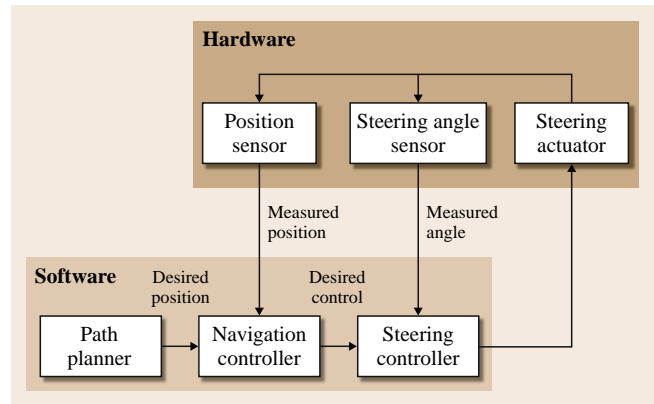 Hardware
Position
sensor
Steering angle
sensor
Steering
actuator
Measured
position
Measured
angle
Software
Desired
position
Desired
control
Path
planner
Navigation
controller
Steering
controller